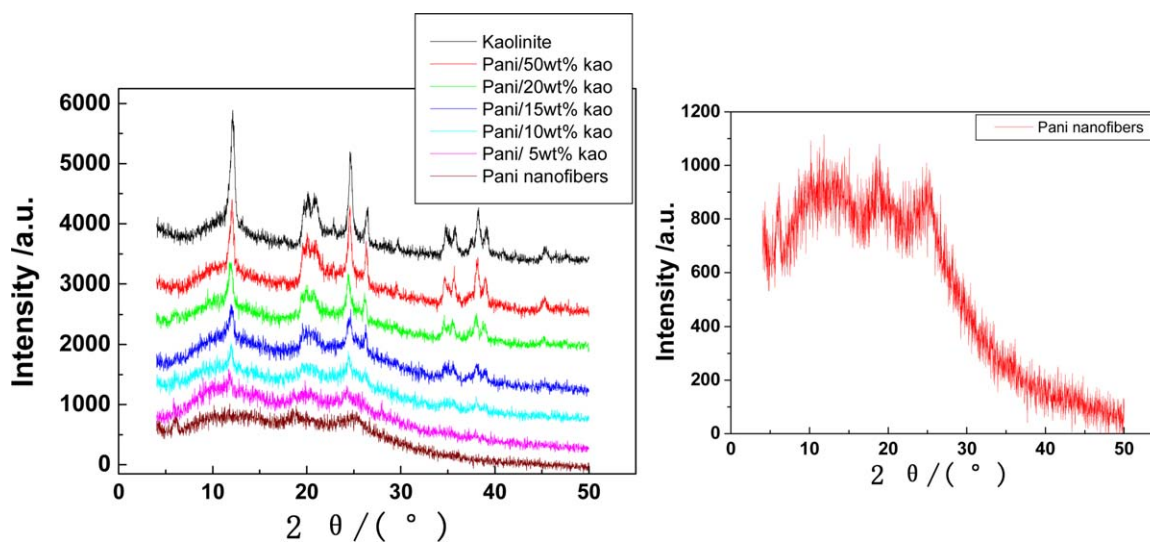 Kaolinite
Pani/50wt% kao
Pani/20wt% kao
Pani/15wt% kao
Pani/10wt% kao
Pani/ 5wt% kao
Pani nanofibers
Intensity /a.u.
6000
5000
4000
3000
2000
1000
0
0 10 20 30 40 50
2 θ/( ° )
Pani nanofibers
Intensity /a.u.
1200
1000
800
600
400
200
0
0 10 20 30 40 50
2 θ/( ° )